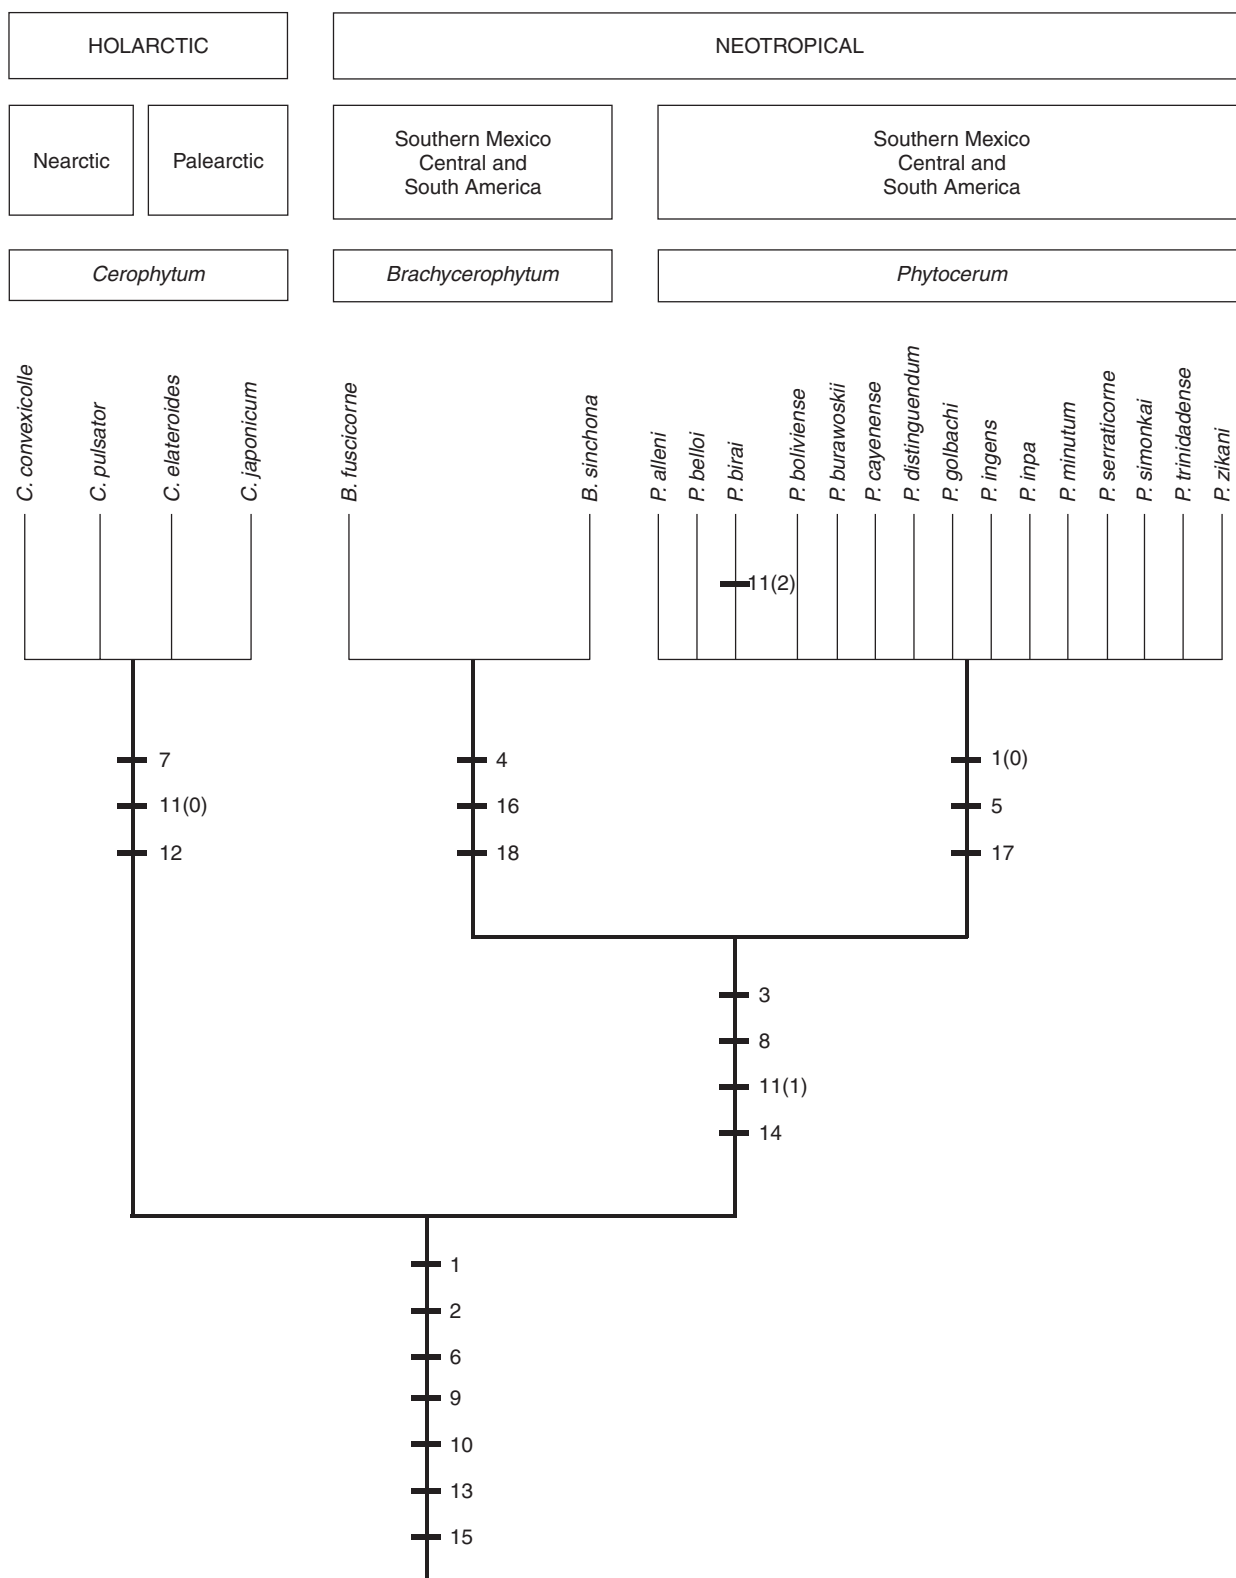 HOLARCTIC
NEOTROPICAL
Nearctic
Palearctic
Southern Mexico
Central and
South America
Southern Mexico
Central and
South America
Cerophytum
Brachycerophytum
Phytocerum
C. convexicolle
C. pulsator
C. elateroides
C. japonicum
B. fuscicorne
B. sinchona
P. alleni
P. belloi
P. birai
P. boliviense
P. burawoskii
P. cayenense
P. distinguendum
P. golbachi
P. ingens
P. inpa
P. minutum
P. serraticorne
P. simonkai
P. trinidadense
P. zikani
11(2)
7
11(0)
12
4
16
18
1(0)
5
17
3
8
11(1)
14
1
2
6
9
10
13
15